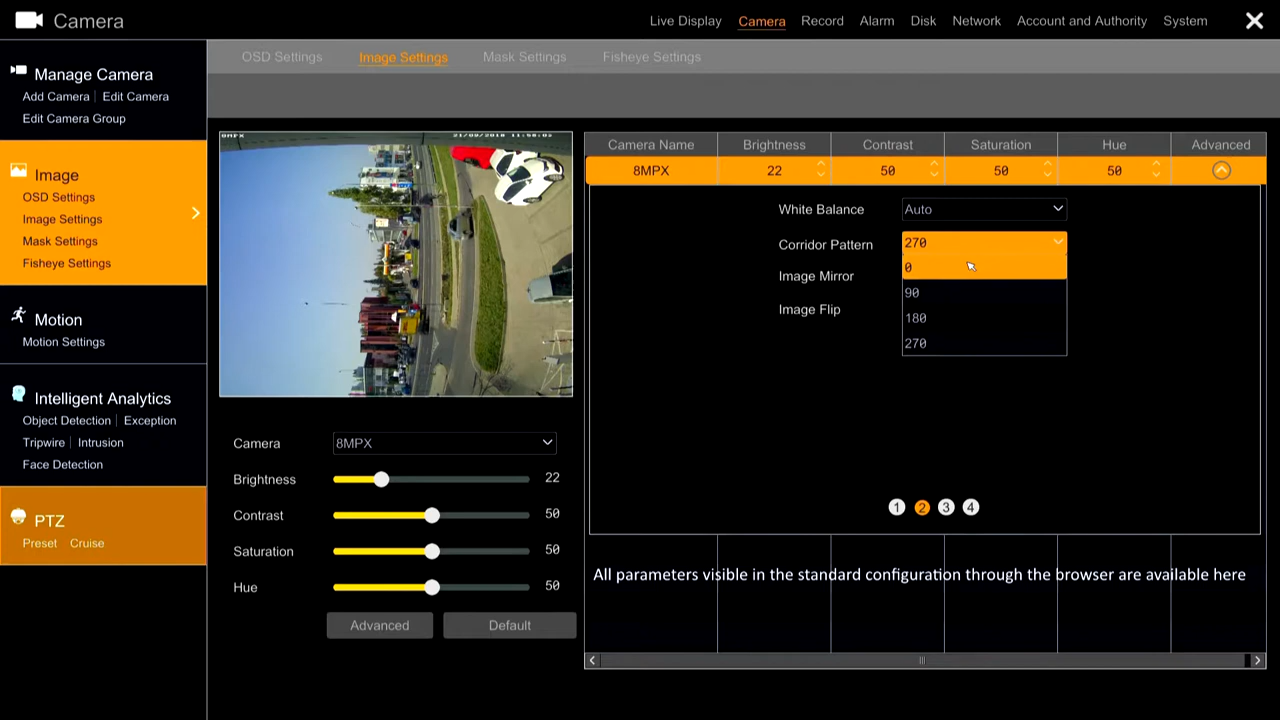 Camera
Live Display Camera Record Alarm Disk Network Account and Authority System
OSD Settings Image Settings Mask Settings Fisheye Settings
Manage Camera
Add Camera Edit Camera
Edit Camera Group
Image
OSD Settings
Image Settings
Mask Settings
Fisheye Settings
Motion
Motion Settings
Intelligent Analytics
Object Detection Exception
Tripwire Intrusion
Face Detection
PTZ
Preset Cruise
8MPX
Camera 8MPX
Brightness 22
Contrast 50
Saturation 50
Hue 50
Advanced Default
Camera Name Brightness Contrast Saturation Hue Advanced
8MPX 22 50 50 50
White Balance Auto
Corridor Pattern 270
Image Mirror
Image Flip
0
90
180
270
1 2 3 4
All parameters visible in the standard configuration through the browser are available here